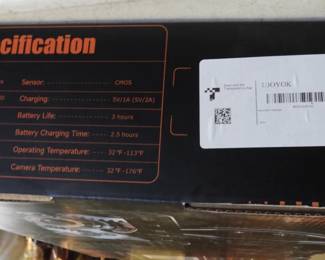 cification
Sensor: CMOS
Charging: 5V/1A (5V/2A)
Battery Life: 3 hours
Battery Charging Time: 2.5 hours
Operating Temperature: 32°F~113°F
Camera Temperature: 32°F~176°F
UJOYOK